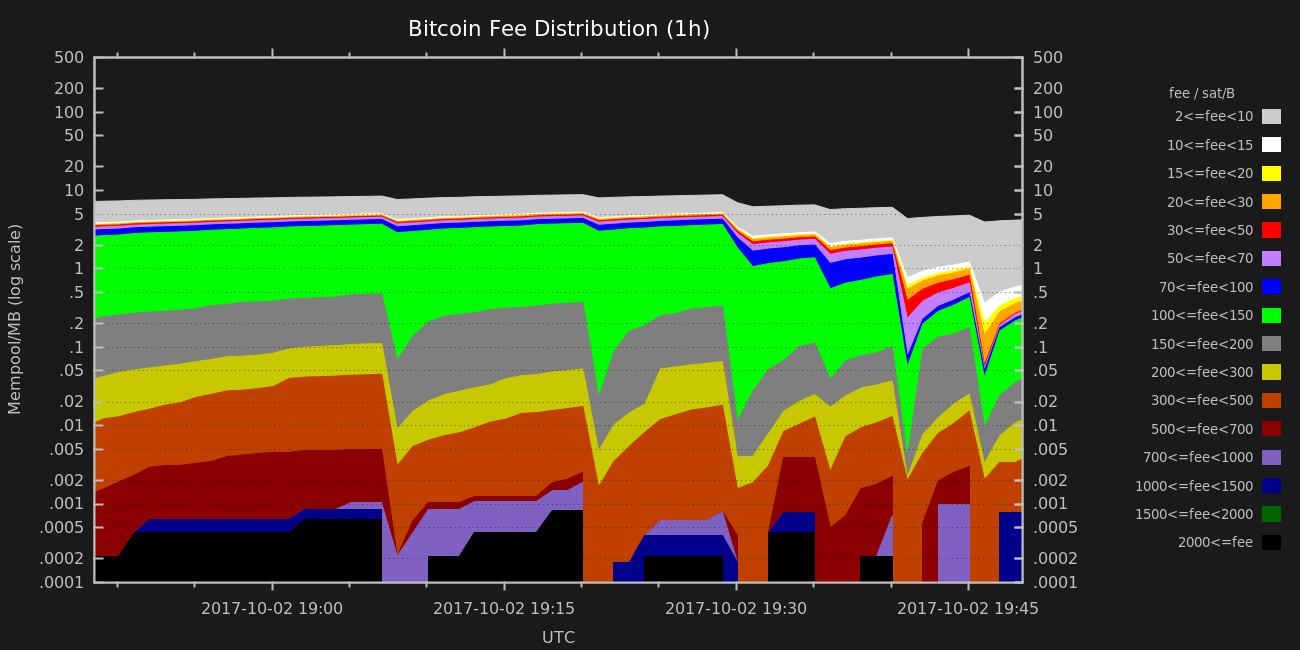 Bitcoin Fee Distribution (1h)
500 500
200 200
100 100
50 50
20 20
10 10
5 5
2 2
1 1
.5 .5
.2 .2
.1 .1
.05 .05
.02 .02
.01 .01
.005 .005
.002 .002
.001 .001
.0005 .0005
.0002 .0002
.0001 .0001
Mempool/MB (log scale)
2017-10-02 19:00 2017-10-02 19:15 2017-10-02 19:30 2017-10-02 19:45
UTC
fee / sat/B
2<=fee<10
10<=fee<15
15<=fee<20
20<=fee<30
30<=fee<50
50<=fee<70
70<=fee<100
100<=fee<150
150<=fee<200
200<=fee<300
300<=fee<500
500<=fee<700
700<=fee<1000
1000<=fee<1500
1500<=fee<2000
2000<=fee